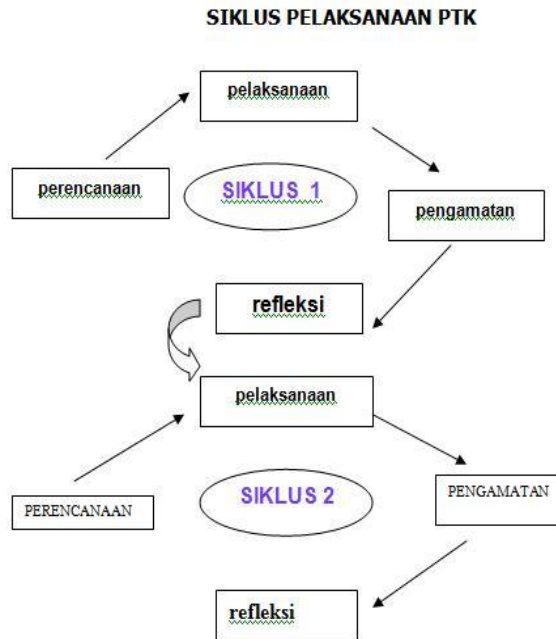 SIKLUS PELAKSANAAN PTK
pelaksanaan
perencanaan
SIKLUS 1
pengamatan
refleksi
pelaksanaan
PERENCANAAN
SIKLUS 2
PENGAMATAN
refleksi